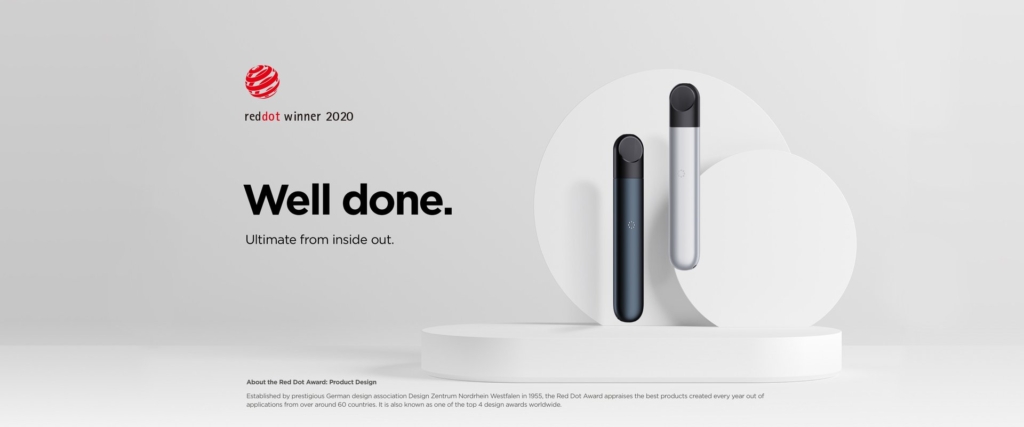 reddot winner 2020
Well done.
Ultimate from inside out.
About the Red Dot Award: Product Design
Established by prestigious German design association Design Zentrum Nordrhein Westfalen in 1955, the Red Dot Award appraises the best products created every year out of
applications from over around 60 countries. It is also known as one of the top 4 design awards worldwide.